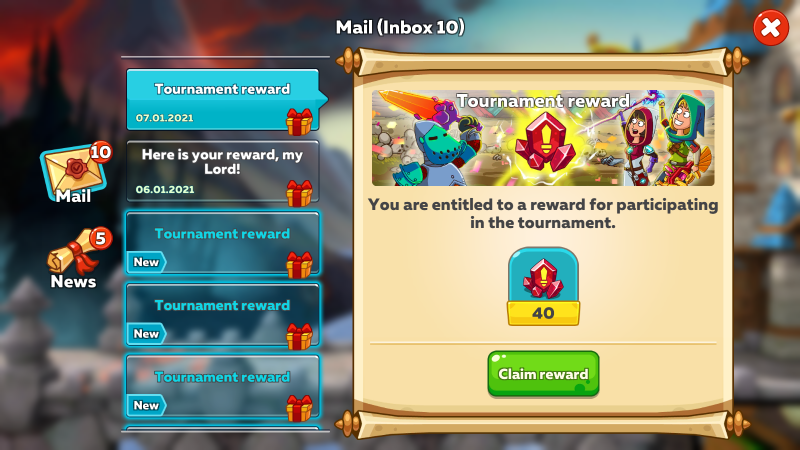 Mail (Inbox 10)
10
Mail
5
News
Tournament reward
07.01.2021
Here is your reward, my
Lord!
06.01.2021
Tournament reward
New
Tournament reward
New
Tournament reward
New
Tournament reward
You are entitled to a reward for participating
in the tournament.
40
Claim reward